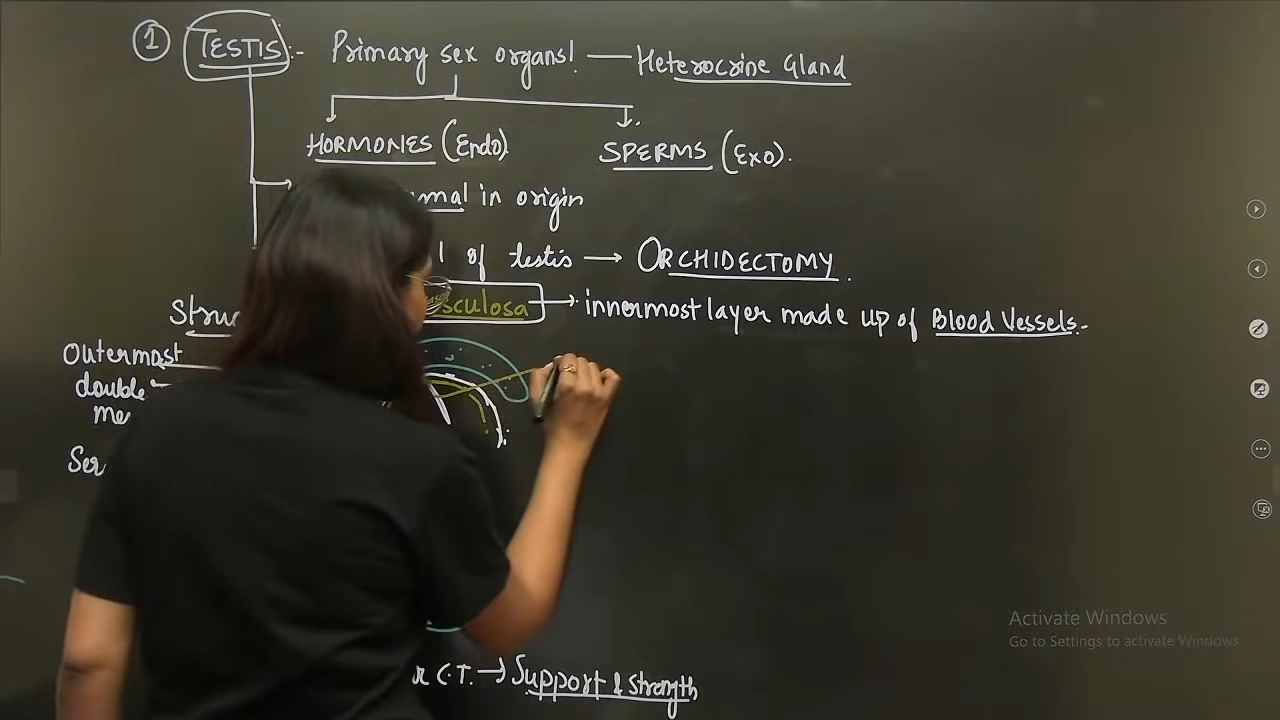 ① TESTIS:- Primary sex organs! — Heterocrine Gland
HORMONES (Endo) SPERMS (Exo).
in origin
of testis → ORCHIDECTOMY.
→ innermost layer made up of Blood Vessels.-
Outermost
double
C.T. → Support & Strength
Activate Windows
Go to Settings to activate Windows